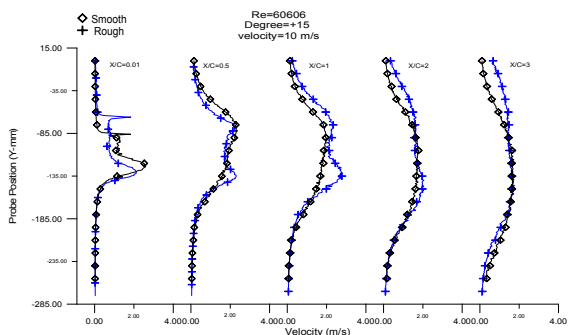 Re=60606
Degree=+15
velocity=10 m/s
Smooth
Rough
X/C=0.01
X/C=0.5
X/C=1
X/C=2
X/C=3
15.00
-35.00
-85.00
-135.00
-185.00
-235.00
-285.00
Probe Position (Y-mm)
0.00
2.00
4.000.00
2.00
4.000.00
2.00
4.000.00
2.00
4.000.00
2.00
4.00
Velocity m/s